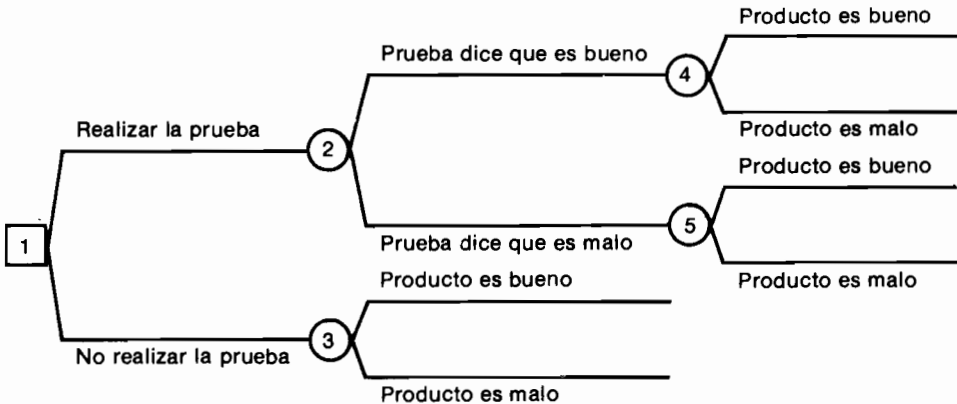 Producto es bueno
Prueba dice que es bueno
4
Producto es malo
Realizar la prueba
2
Producto es bueno
1
Prueba dice que es malo
5
Producto es malo
Producto es bueno
No realizar la prueba
3
Producto es malo